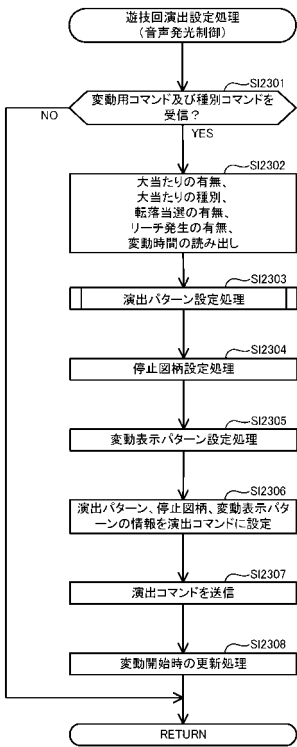 遊技回演出設定処理
(音声発光制御)
SI2301
変動用コマンド及び種別コマンドを
受信?
NO
YES
SI2302
大当たりの有無、
大当たりの種別、
転落当選の有無、
リーチ発生の有無、
変動時間の読み出し
SI2303
演出パターン設定処理
SI2304
停止図柄設定処理
SI2305
変動表示パターン設定処理
SI2306
演出パターン、停止図柄、変動表示パタ
ーンの情報を演出コマンドに設定
SI2307
演出コマンドを送信
SI2308
変動開始時の更新処理
RETURN